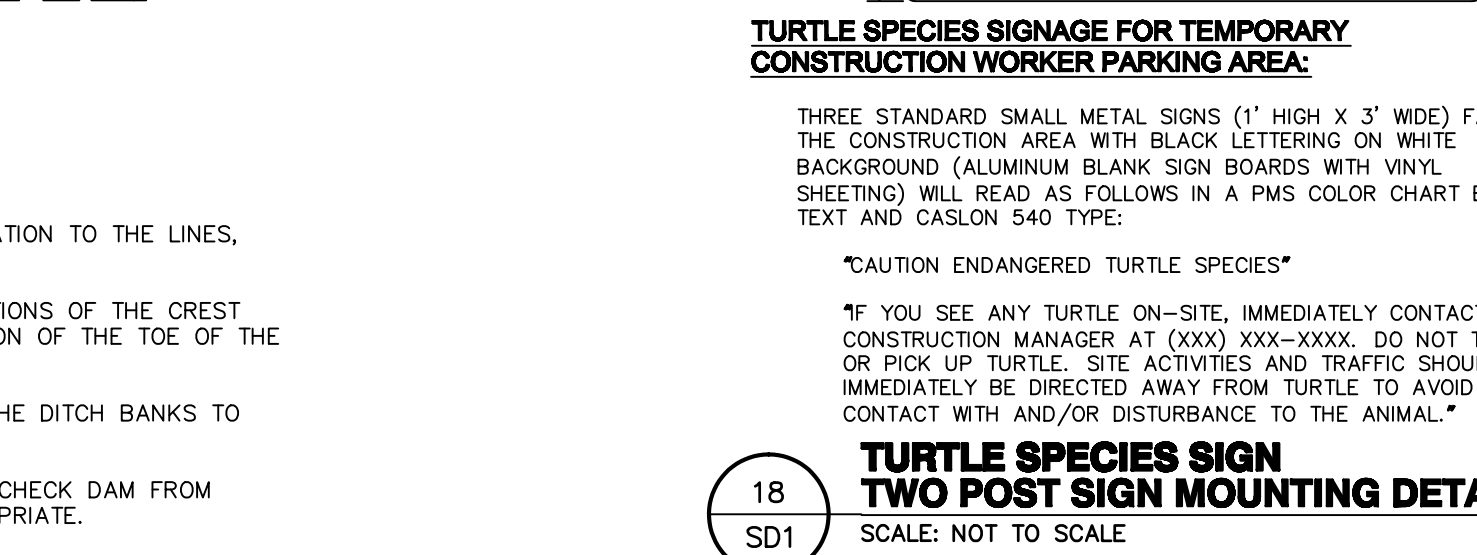 TO THE LINES,
OF THE CREST
OF THE TOE OF THE
DITCH BANKS TO
CHECK DAM FROM
TURTLE SPECIES SIGNAGE FOR TEMPORARY
CONSTRUCTION WORKER PARKING AREA:
THREE STANDARD SMALL METAL SIGNS (1' HIGH X 3' WIDE)
THE CONSTRUCTION AREA WITH BLACK LETTERING ON WHITE
BACKGROUND (ALUMINUM BLANK SIGN BOARDS WITH VINYL
SHEETING) WILL READ AS FOLLOWS IN A PMS COLOR CHART
TEXT AND CASLON 540 TYPE:
"CAUTION ENDANGERED TURTLE SPECIES"
"IF YOU SEE ANY TURTLE ON-SITE, IMMEDIATELY CONTACT
CONSTRUCTION MANAGER AT (XXX) XXX-XXXX. DO NOT
OR PICK UP TURTLE. SITE ACTIVITIES AND TRAFFIC
IMMEDIATELY BE DIRECTED AWAY FROM TURTLE TO AVOID
CONTACT WITH AND/OR DISTURBANCE TO THE ANIMAL."
18
SD1
TURTLE SPECIES SIGN
TWO POST SIGN MOUNTING
SCALE: NOT TO SCALE